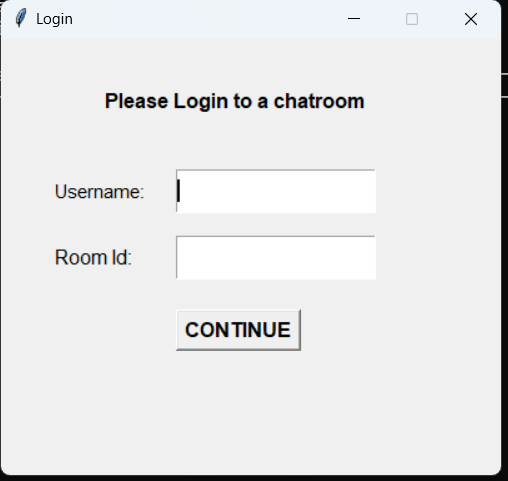 Login
Please Login to a chatroom
Username:
Room Id:
CONTINUE